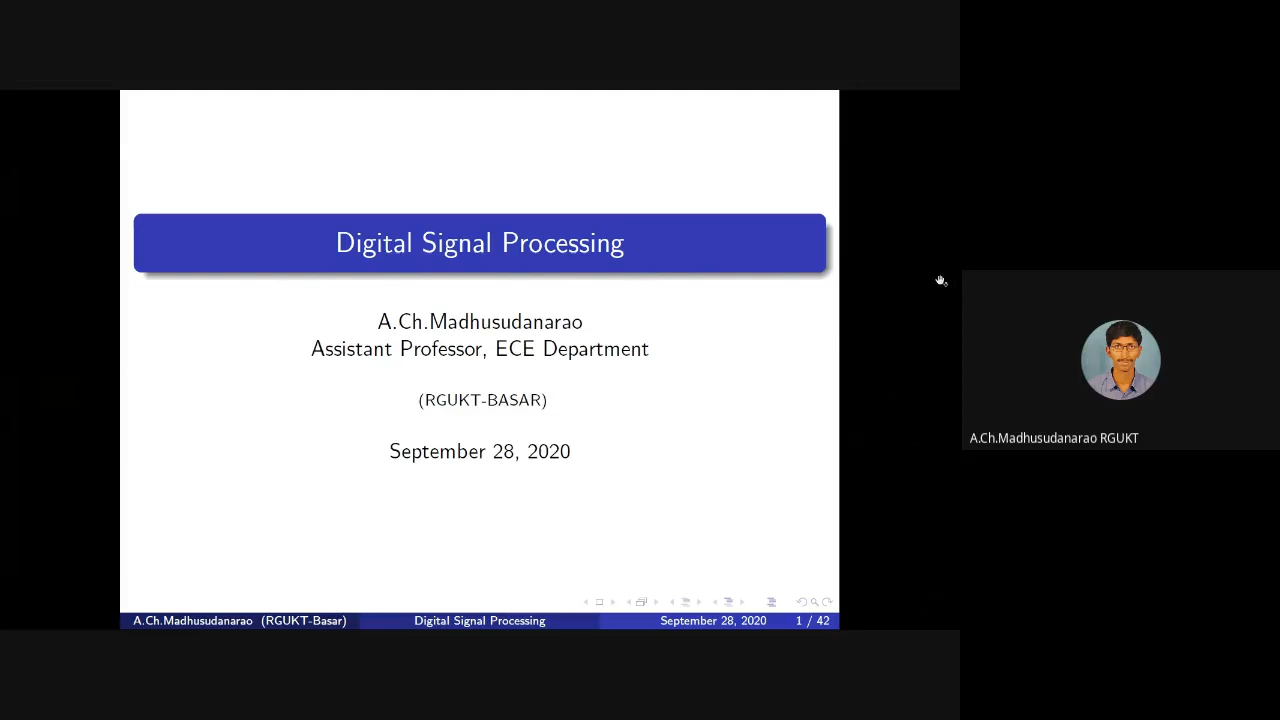 Digital Signal Processing
A.Ch.Madhusudanarao
Assistant Professor, ECE Department
(RGUKT-BASAR)
September 28, 2020
A.Ch.Madhusudanarao (RGUKT-Basar) Digital Signal Processing September 28, 2020 1 / 42
A.Ch.Madhusudanarao RGUKT